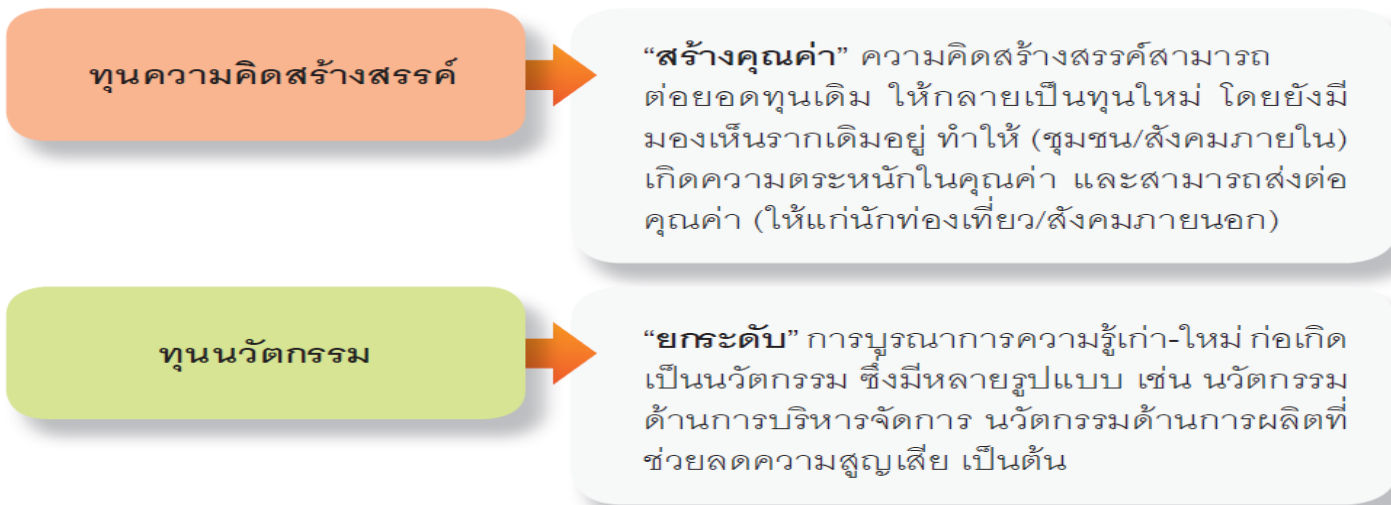 ทุนความคิดสร้างสรรค์
“สร้างคุณค่า” ความคิดสร้างสรรค์สามารถ
ต่อยอดทุนเดิม ให้กลายเป็นทุนใหม่ โดยยังมี
มองเห็นรากเดิมอยู่ ทำให้ (ชุมชน/สังคมภายใน)
เกิดความตระหนักในคุณค่า และสามารถส่งต่อ
คุณค่า (ให้แก่นักท่องเที่ยว/สังคมภายนอก)
ทุนนวัตกรรม
“ยกระดับ” การบูรณาการความรู้เก่า-ใหม่ ก่อเกิด
เป็นนวัตกรรม ซึ่งมีหลายรูปแบบ เช่น นวัตกรรม
ด้านการบริหารจัดการ นวัตกรรมด้านการผลิตที่
ช่วยลดความสูญเสีย เป็นต้น